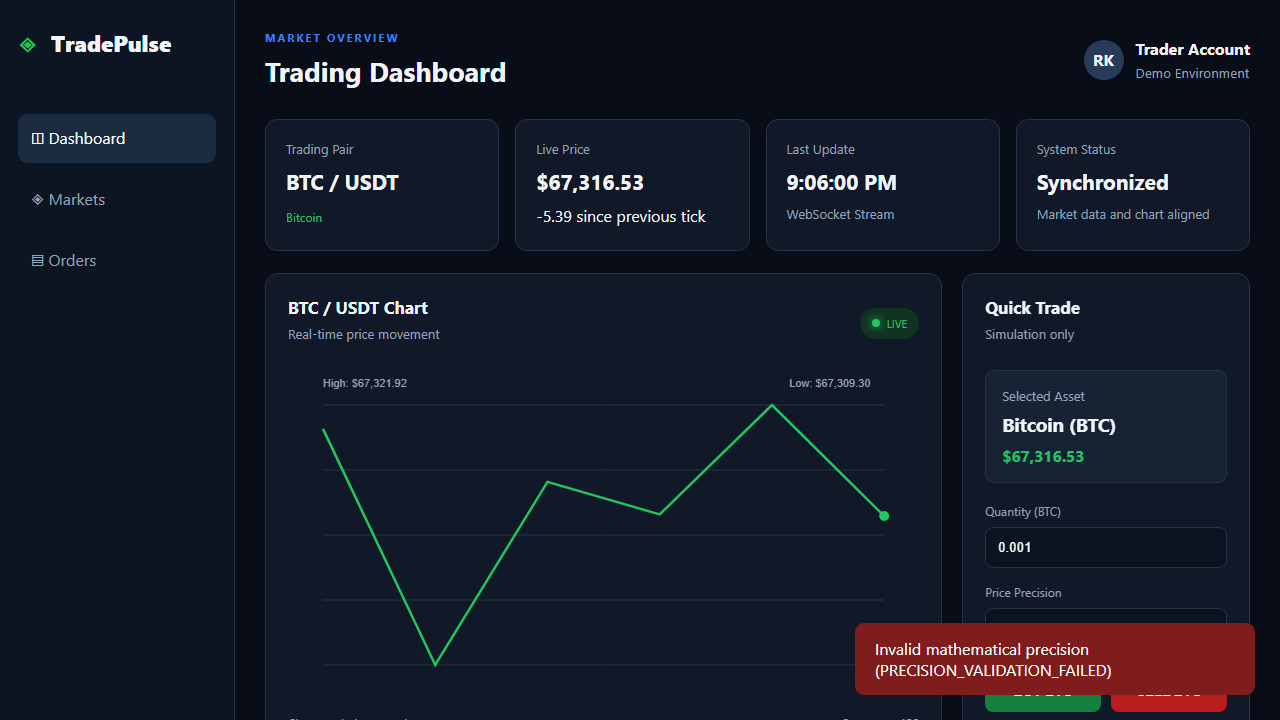 TradePulse
Dashboard
Markets
Orders
MARKET OVERVIEW
Trading Dashboard
RK
Trader Account
Demo Environment
Trading Pair
BTC / USDT
Bitcoin
Live Price
$67,316.53
-5.39 since previous tick
Last Update
9:06:00 PM
WebSocket Stream
System Status
Synchronized
Market data and chart aligned
BTC / USDT Chart
Real-time price movement
LIVE
High: $67,321.92
Low: $67,309.30
Quick Trade
Simulation only
Selected Asset
Bitcoin (BTC)
$67,316.53
Quantity (BTC)
0.001
Price Precision
Invalid mathematical precision
(PRECISION_VALIDATION_FAILED)